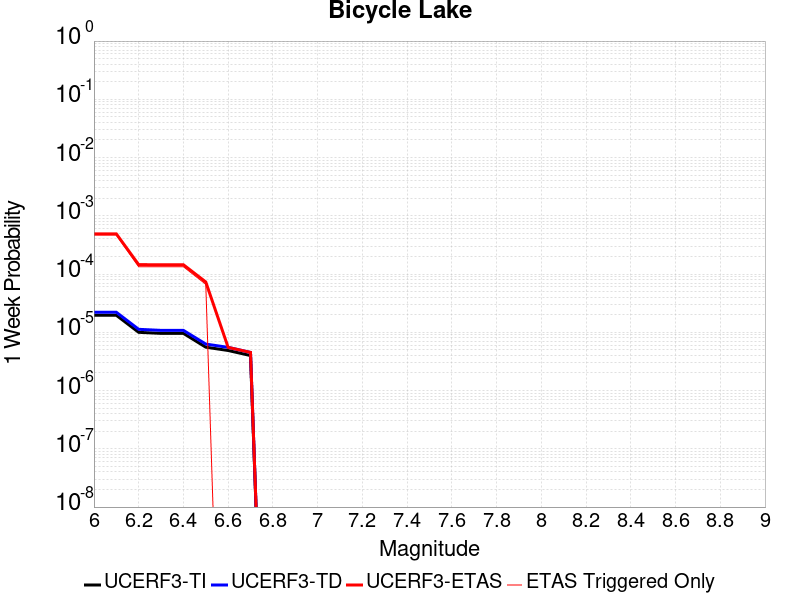 Bicycle Lake
10^0
10^-1
10^-2
10^-3
10^-4
10^-5
10^-6
10^-7
10^-8
1 Week Probability
6 6.2 6.4 6.6 6.8 7 7.2 7.4 7.6 7.8 8 8.2 8.4 8.6 8.8 9
Magnitude
UCERF3-TI UCERF3-TD UCERF3-ETAS ETAS Triggered Only